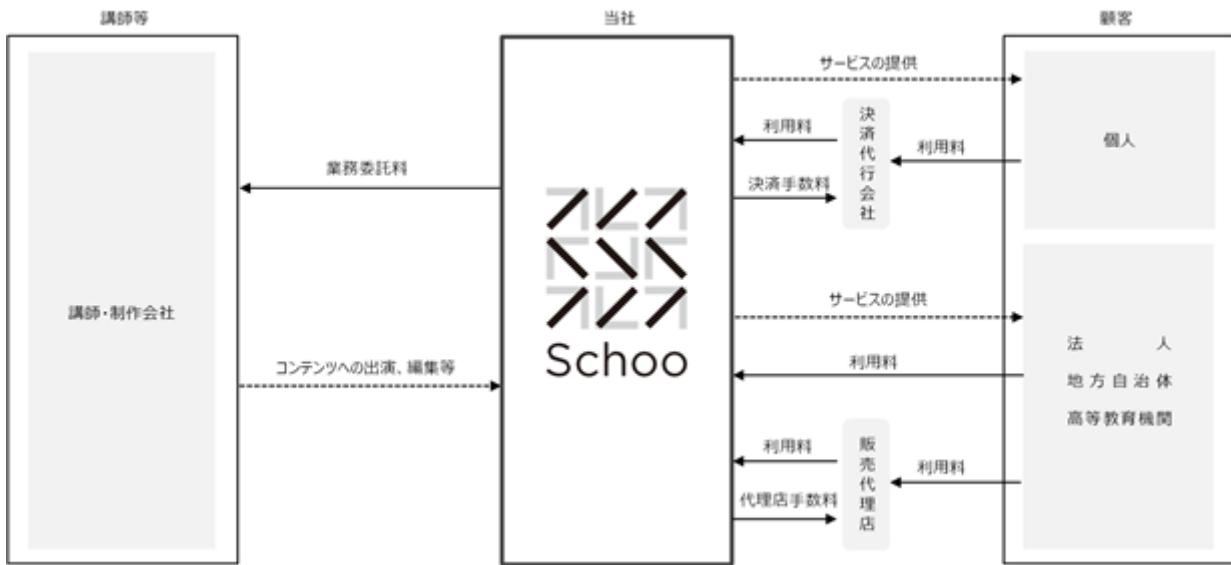 講師等
当社
顧客
講師・制作会社
業務委託料
コンテンツへの出演、編集等
Schoo
サービスの提供
利用料
決済手数料
決済代行会社
利用料
個人
サービスの提供
利用料
利用料
代理店手数料
販売代理店
利用料
法人
地方自治体
高等教育機関